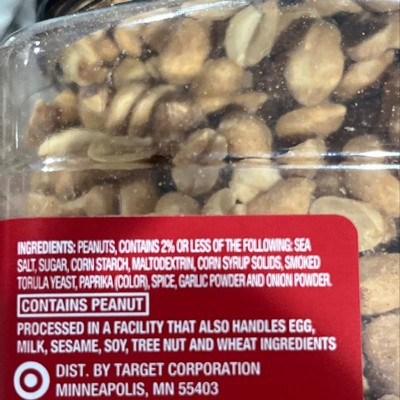 INGREDIENTS: PEANUTS, CONTAINS 2% OR LESS OF THE FOLLOWING: SEA
SALT, SUGAR, CORN STARCH, MALTODEXTRIN, CORN SYRUP SOLIDS, SMOKED
TORULA YEAST, PAPRIKA (COLOR), SPICE, GARLIC POWDER AND ONION POWDER.
CONTAINS PEANUT
PROCESSED IN A FACILITY THAT ALSO HANDLES EGG,
MILK, SESAME, SOY, TREE NUT AND WHEAT INGREDIENTS
DIST. BY TARGET CORPORATION
MINNEAPOLIS, MN 55403